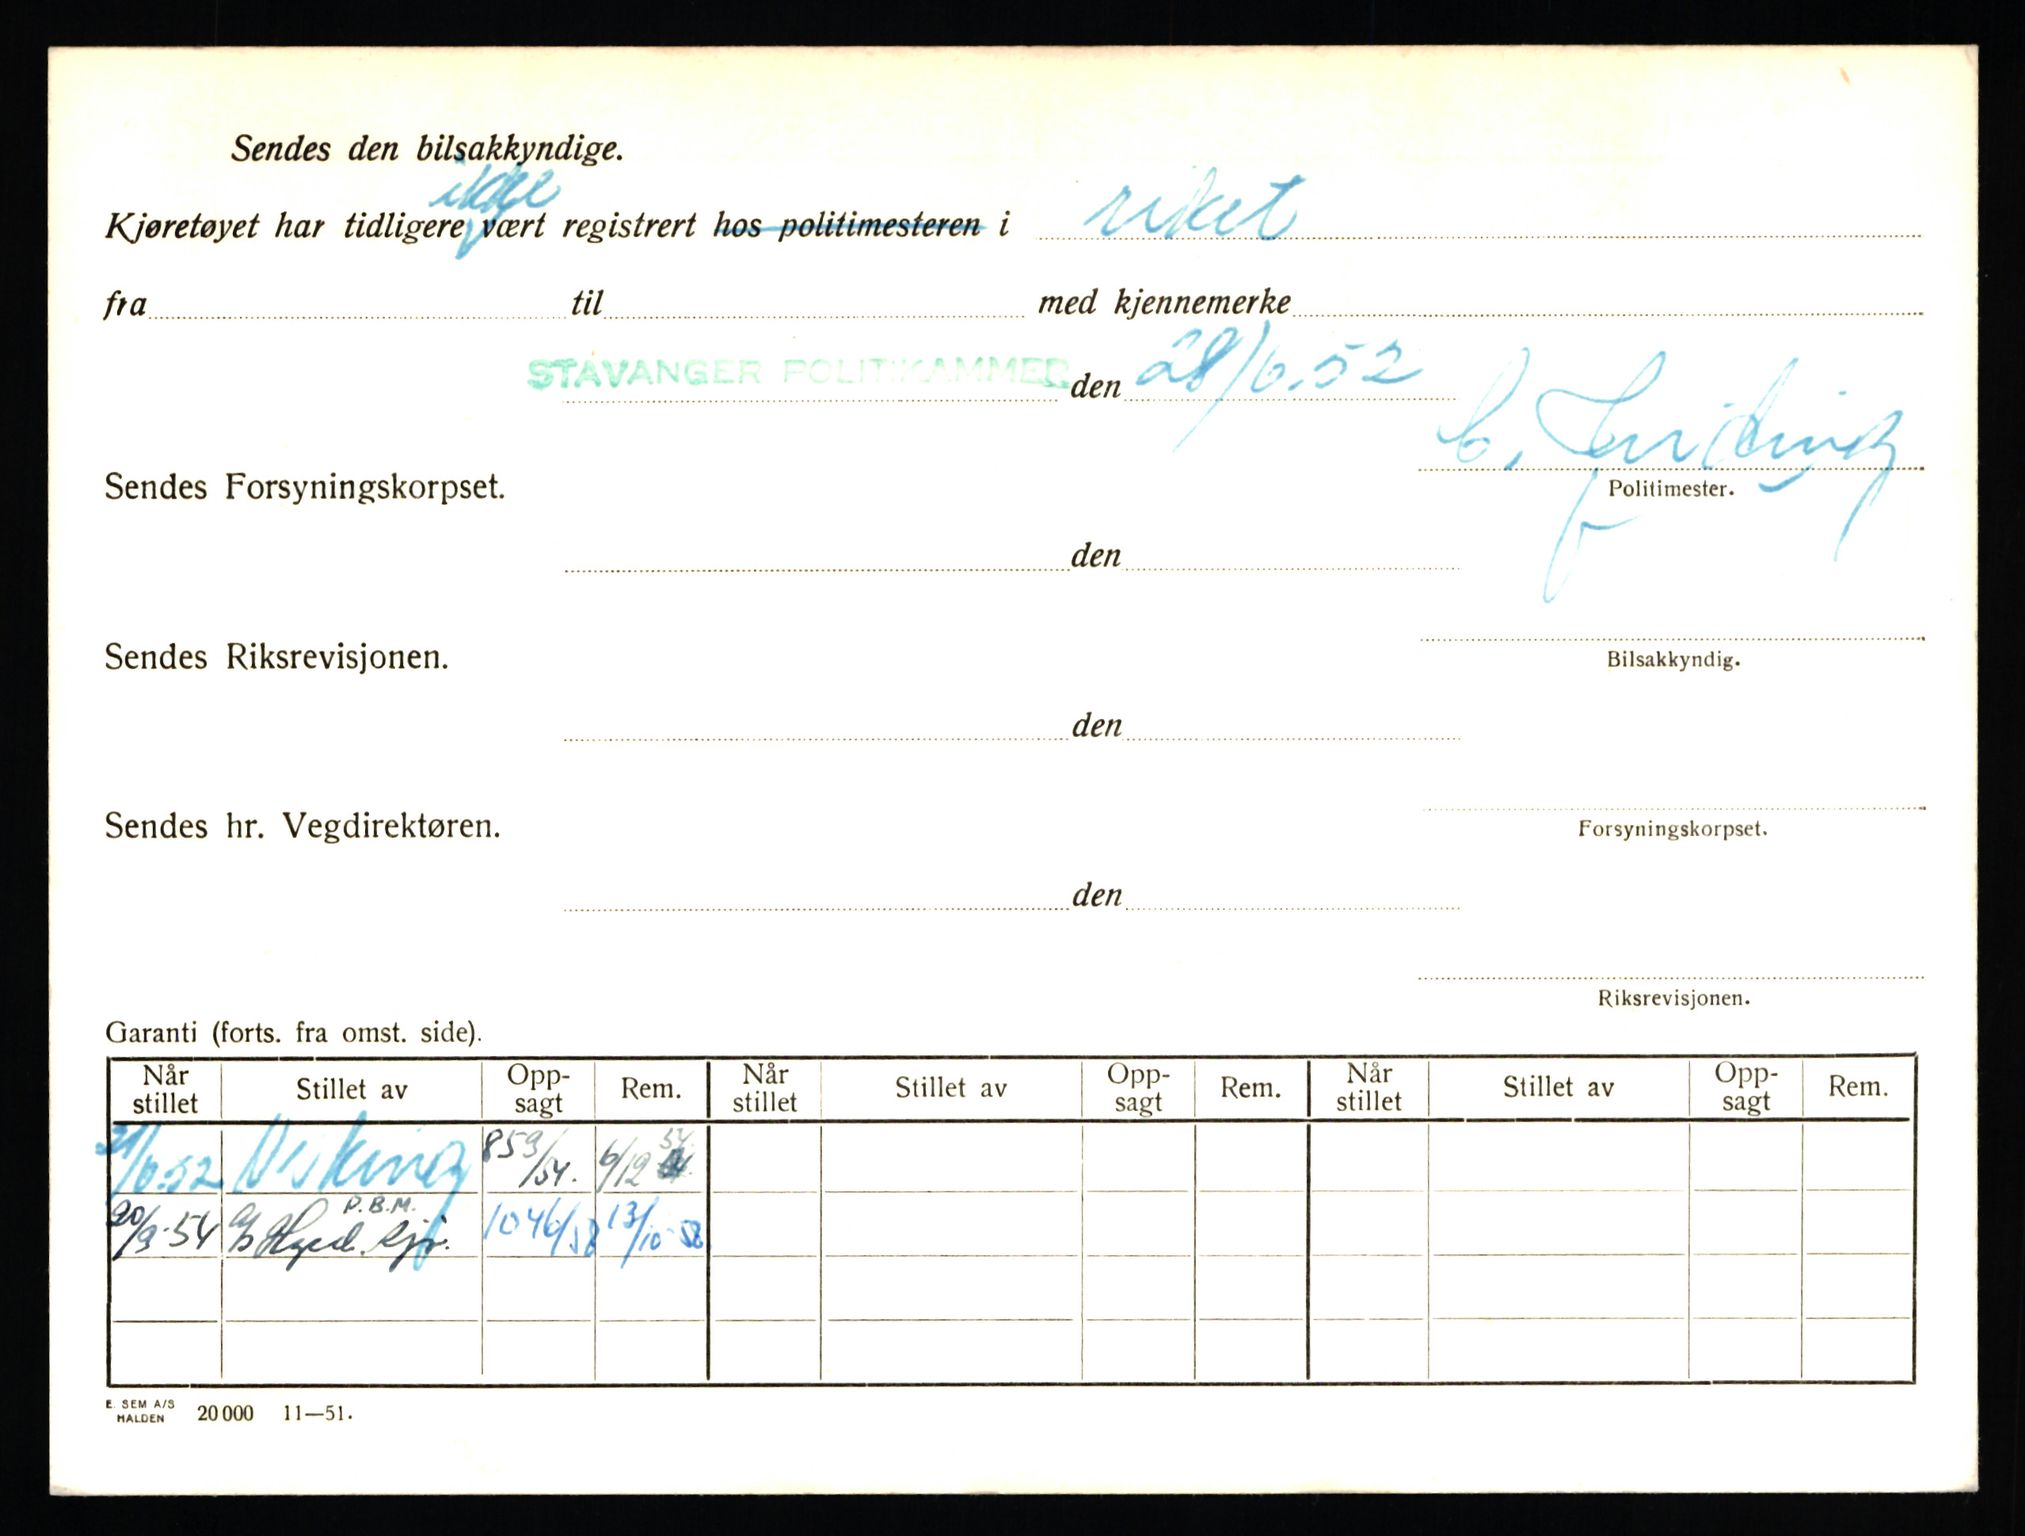 Sendes den bilsakkyndige.
ikke
Kjøretøyet har tidligere vært registrert hos politimesteren i riket
fra til med kjennemerke
STAVANGER POLITIKAMMER den 28/6.52
Sendes Forsyningskorpset.
Politimester.
den
Sendes Riksrevisjonen.
Bilsakkyndig.
den
Sendes hr. Vegdirektøren.
Forsyningskorpset.
den
Riksrevisjonen.
Garanti (forts. fra omst. side).
Når stillet Stillet av Opp-sagt Rem. Når stillet Stillet av Opp-sagt Rem. Når stillet Stillet av Opp-sagt Rem.
/6.52 Viking 859/54. 6/12 54
P.B.M.
20/9-54 1046/58 13/10-58
E. SEM A/S
HALDEN 20 000 11—51.